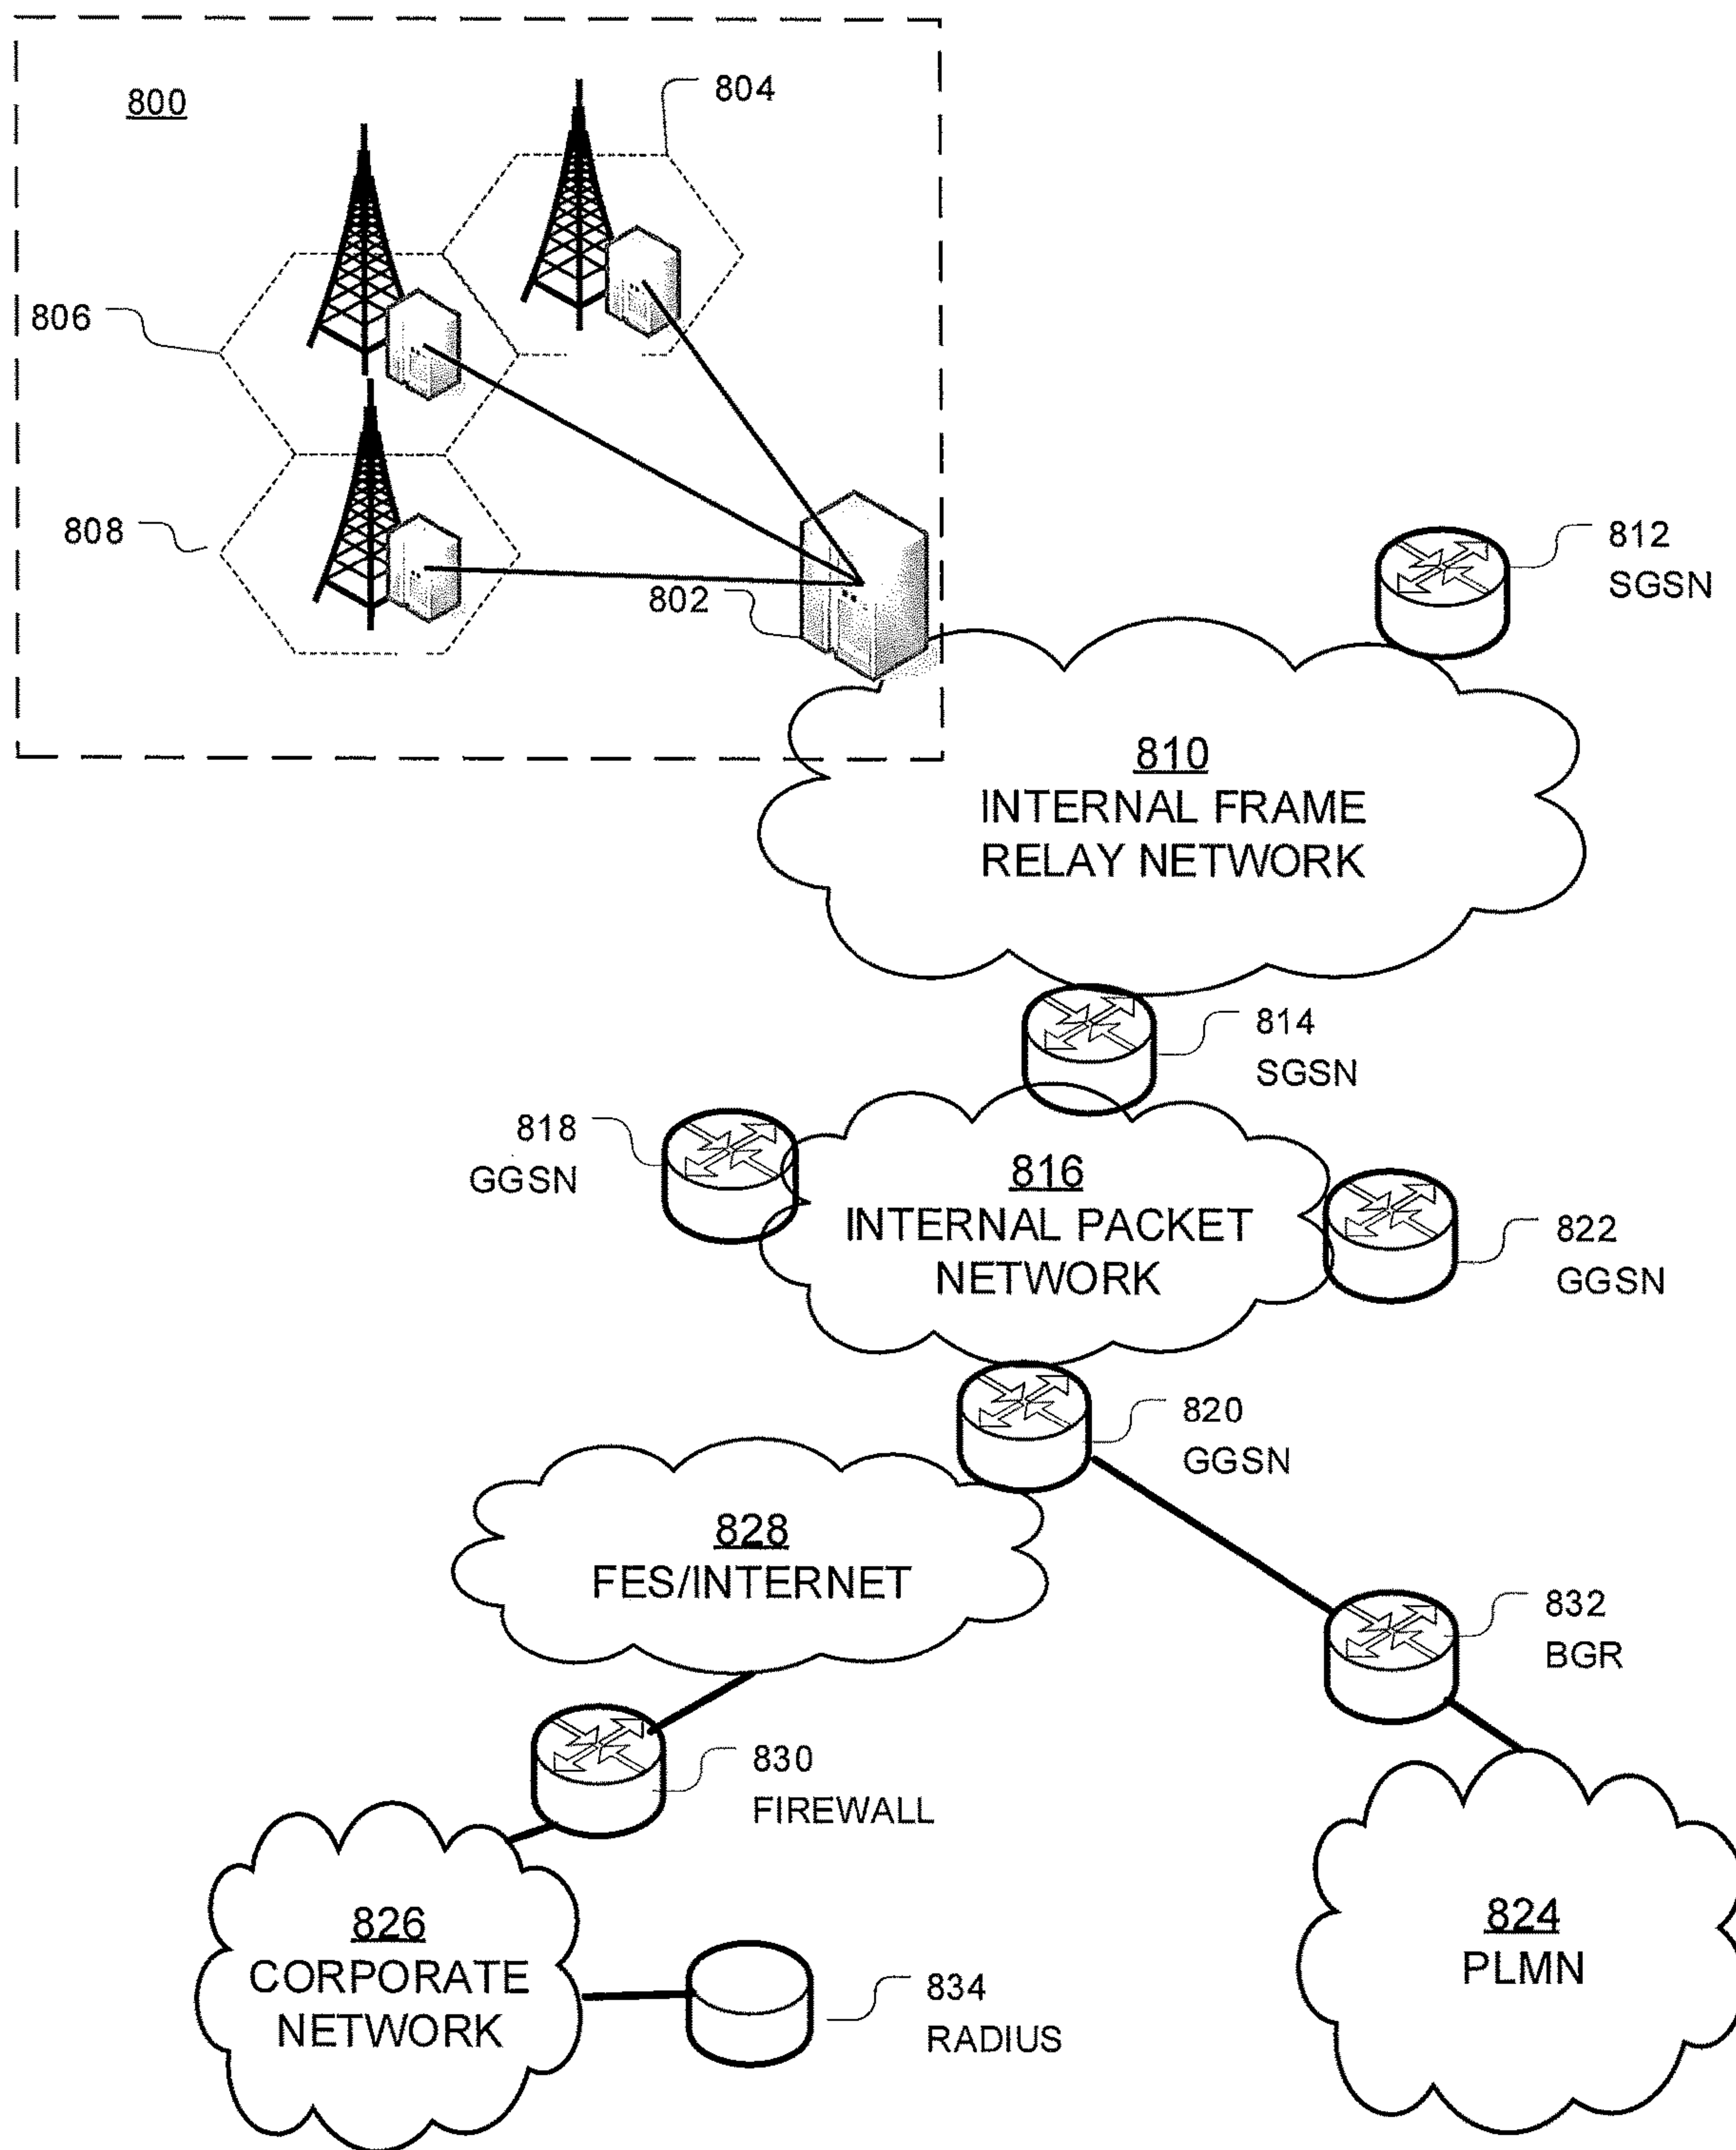 800
804
806
808
802
812
SGSN
810
INTERNAL FRAME
RELAY NETWORK
814
SGSN
818
GGSN
816
INTERNAL PACKET
NETWORK
822
GGSN
820
GGSN
828
FES/INTERNET
832
BGR
830
FIREWALL
826
CORPORATE
NETWORK
824
PLMN
834
RADIUS